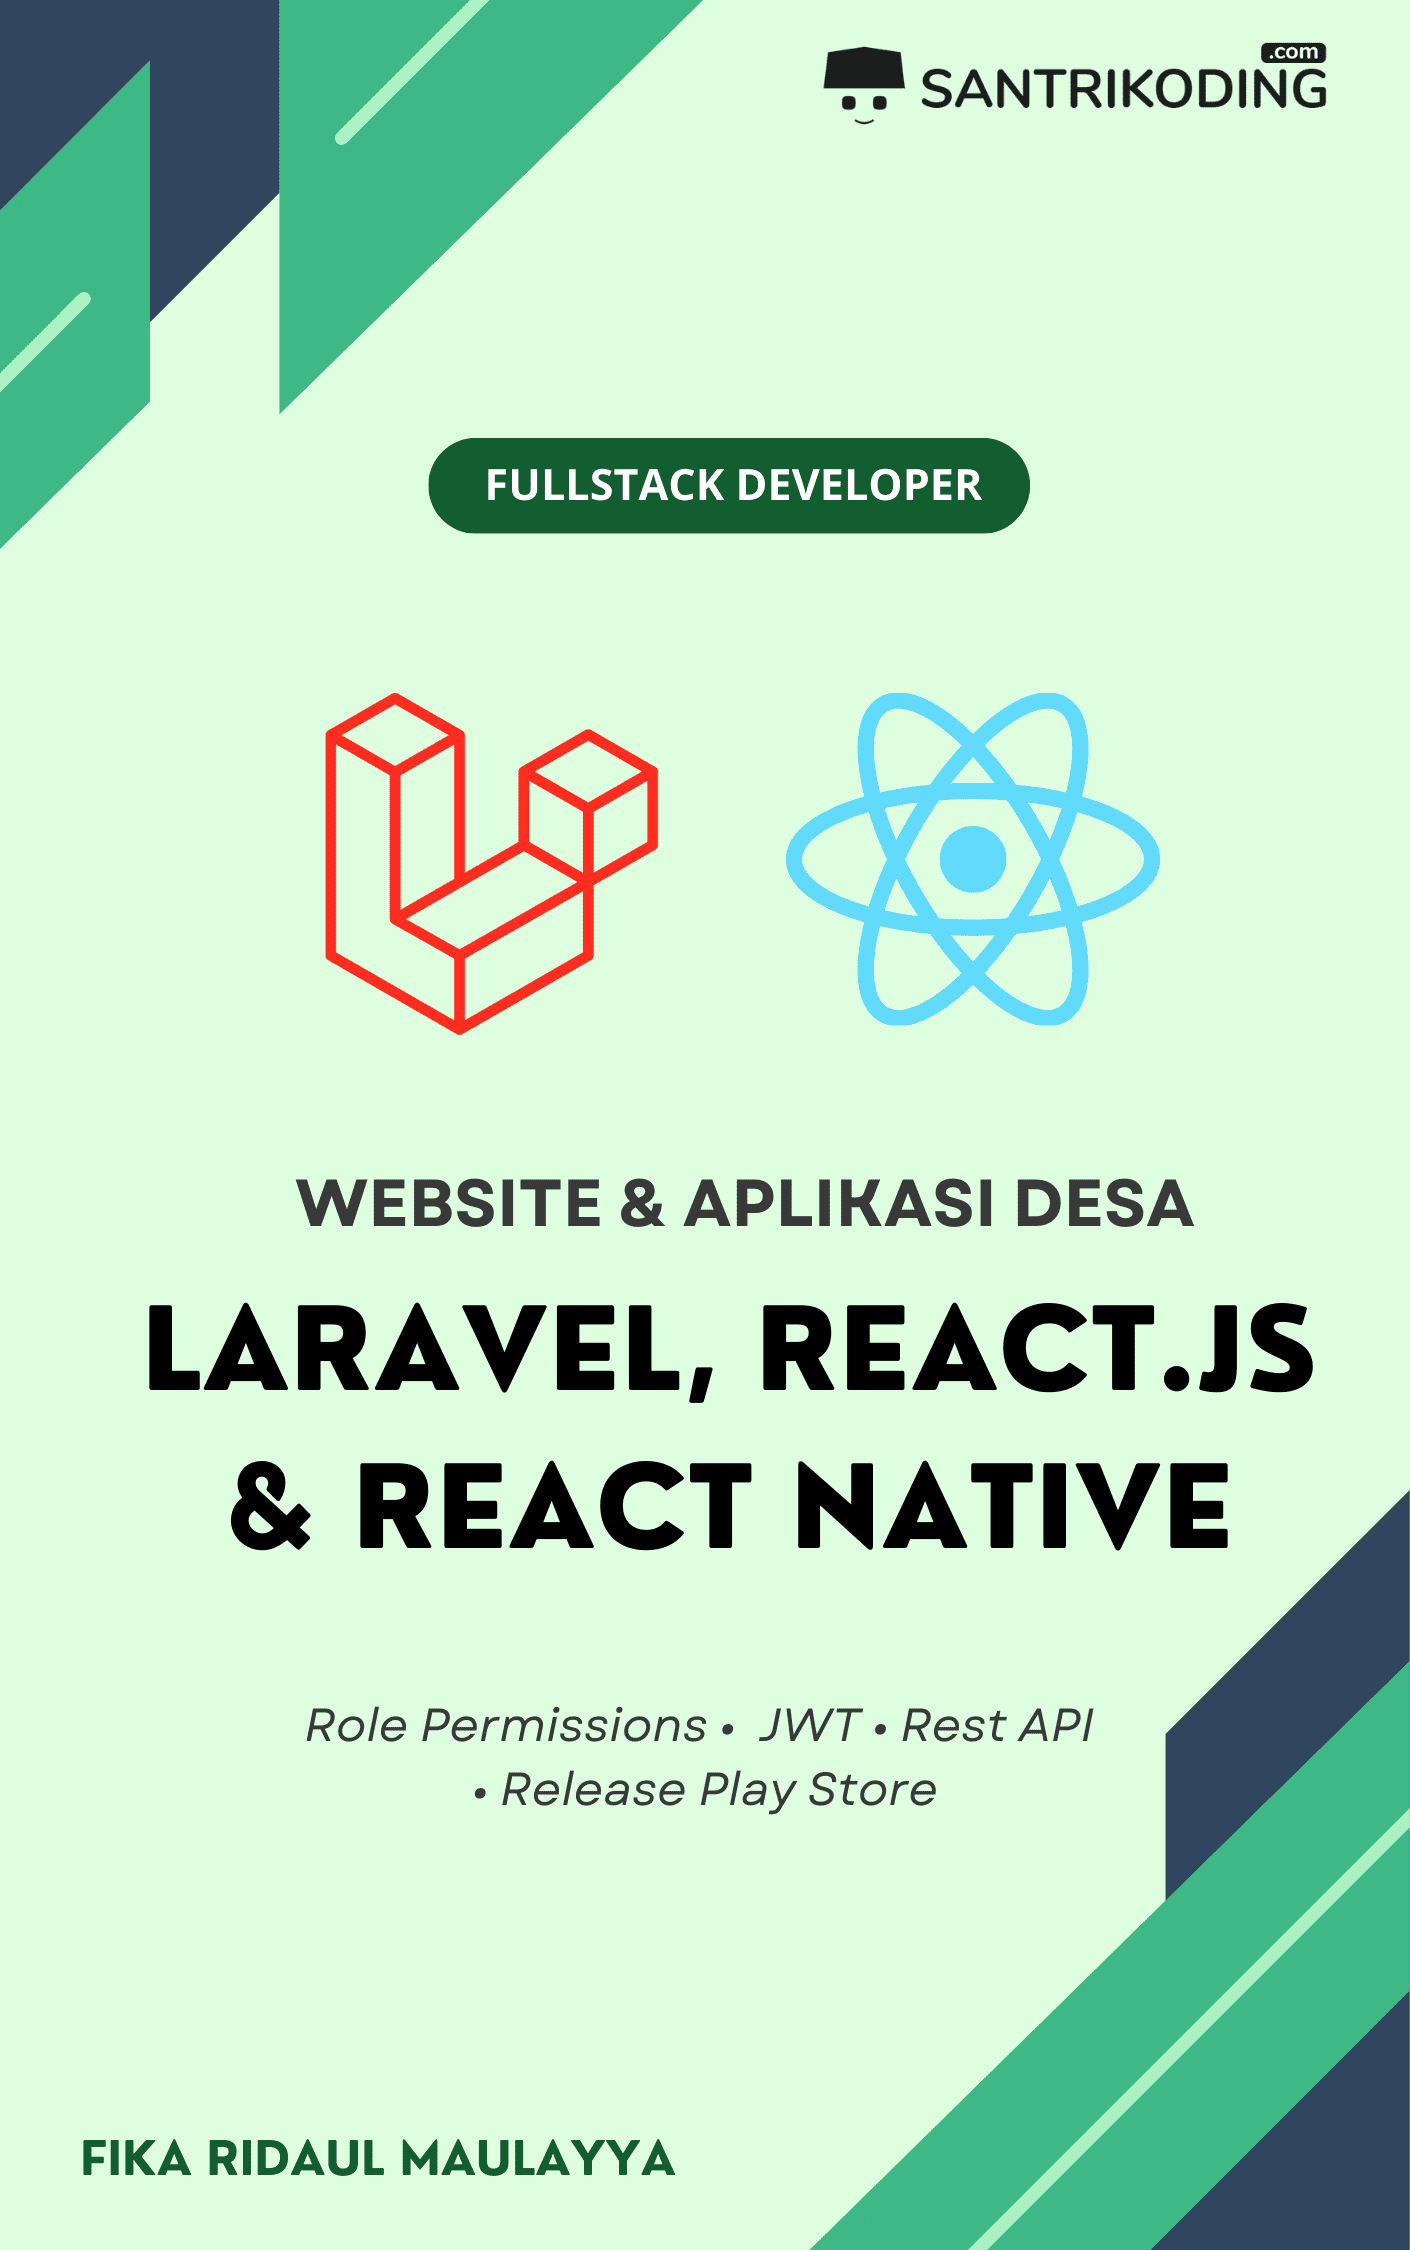 .com
SANTRIKODING
FULLSTACK DEVELOPER
WEBSITE & APLIKASI DESA
LARAVEL, REACT.JS
& REACT NATIVE
Role Permissions • JWT • Rest API
• Release Play Store
FIKA RIDAUL MAULAYYA